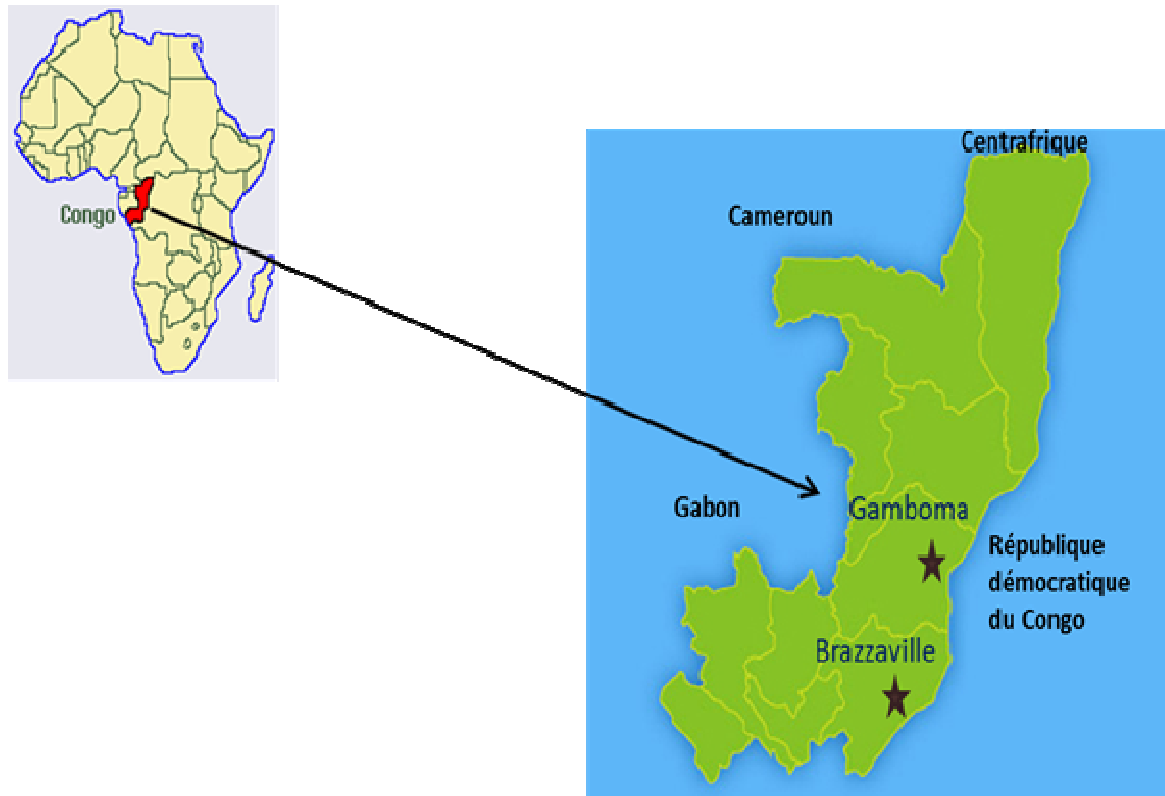 Congo
Centrafrique
Cameroun
Gabon
Gamboma
République
démocratique
du Congo
Brazzaville